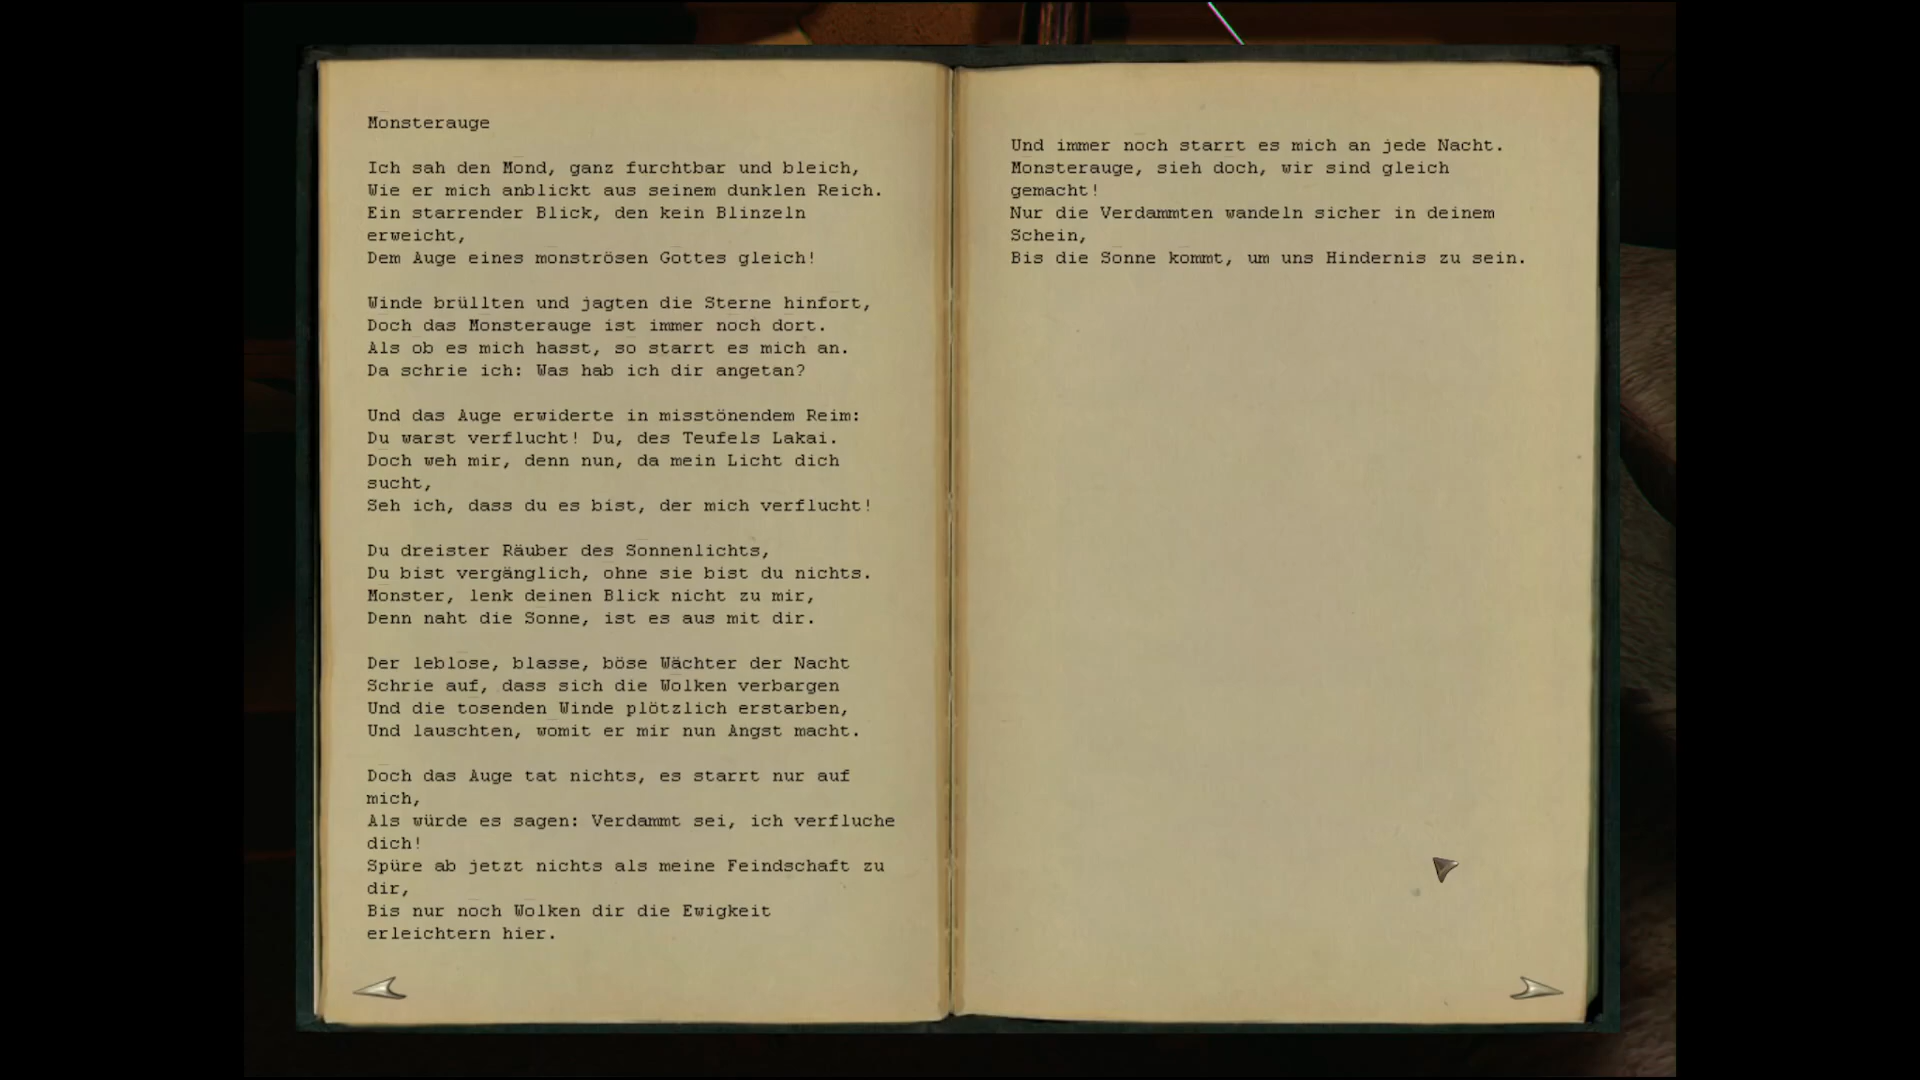 Monsterauge
Ich sah den Mond, ganz furchtbar und bleich,
Wie er mich anblickt aus seinem dunklen Reich.
Ein starrender Blick, den kein Blinzeln
erweicht,
Dem Auge eines monströsen Gottes gleich!
Winde brüllten und jagten die Sterne hinfort,
Doch das Monsterauge ist immer noch dort.
Als ob es mich hasst, so starrt es mich an.
Da schrie ich: Was hab ich dir angetan?
Und das Auge erwiderte in misstönendem Reim:
Du warst verflucht! Du, des Teufels Lakai.
Doch weh mir, denn nun, da mein Licht dich
sucht,
Seh ich, dass du es bist, der mich verflucht!
Du dreister Räuber des Sonnenlichts,
Du bist vergänglich, ohne sie bist du nichts.
Monster, lenk deinen Blick nicht zu mir,
Denn naht die Sonne, ist es aus mit dir.
Der leblose, blasse, böse Wächter der Nacht
Schrie auf, dass sich die Wolken verbargen
Und die tosenden Winde plötzlich erstarben,
Und lauschten, womit er mir nun Angst macht.
Doch das Auge tat nichts, es starrt nur auf
mich,
Als würde es sagen: Verdammt sei, ich verfluche
dich!
Spüre ab jetzt nichts als meine Feindschaft zu
dir,
Bis nur noch Wolken dir die Ewigkeit
erleichtern hier.
Und immer noch starrt es mich an jede Nacht.
Monsterauge, sieh doch, wir sind gleich
gemacht!
Nur die Verdammten wandeln sicher in deinem
Schein,
Bis die Sonne kommt, um uns Hindernis zu sein.